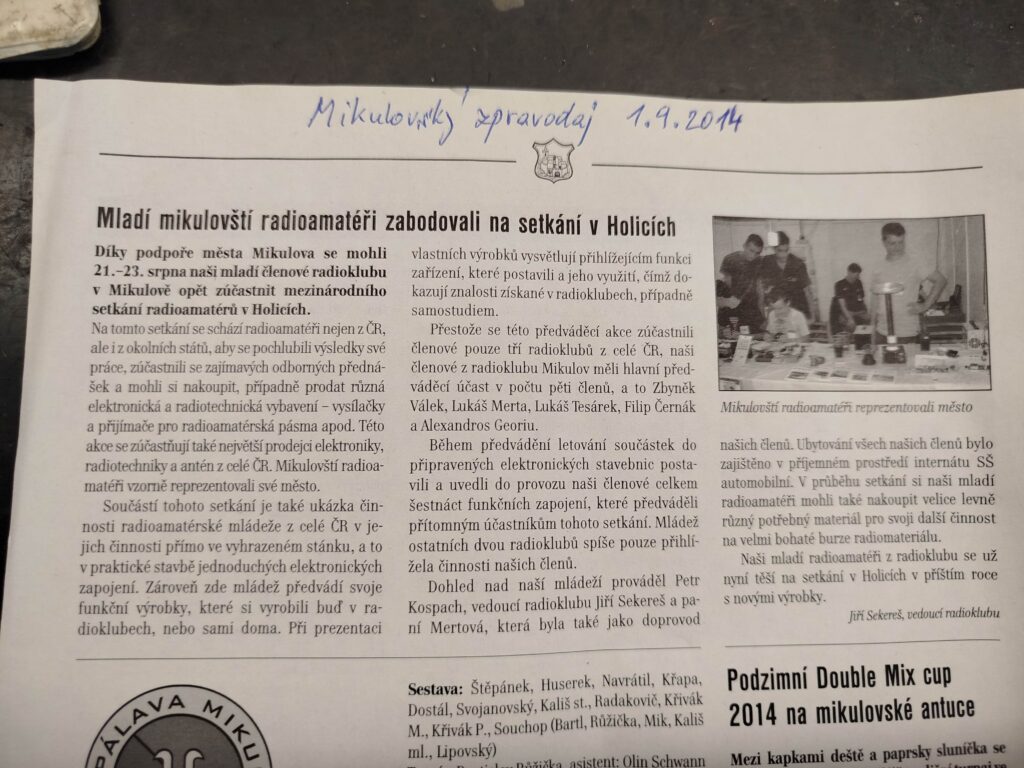 Mikulovský zpravodaj 1.9.2014
Mladí mikulovští radioamatéři zabodovali na setkání v Holicích
Díky podpoře města Mikulova se mohli
21.–23. srpna naši mladí členové radioklubu
v Mikulově opět zúčastnit mezinárodního
setkání radioamatérů v Holicích.
Na tomto setkání se schází radioamatéři nejen z ČR,
ale i z okolních států, aby se pochlubili výsledky své
práce, zúčastnili se zajímavých odborných předná-
šek a mohli si nakoupit, případně prodat různá
elektronická a radiotechnická vybavení – vysílačky
a přijímače pro radioamatérská pásma apod. Této
akce se zúčastňují také největší prodejci elektroniky,
radiotechniky a antén z celé ČR. Mikulovští radioa-
matéři vzorně reprezentovali své město.
Součástí tohoto setkání je také ukázka čin-
nosti radioamatérské mládeže z celé ČR v je-
jich činnosti přímo ve vyhrazeném stánku, a to
v praktické stavbě jednoduchých elektronických
zapojení. Zároveň zde mládež předvádí svoje
funkční výrobky, které si vyrobili buď v ra-
dioklubech, nebo sami doma. Při prezentaci
vlastních výrobků vysvětlují přihlížejícím funkci
zařízení, které postavili a jeho využití, čímž do-
kazují znalosti získané v radioklubech, případně
samostudiem.
Přestože se této předváděcí akce zúčastnili
členové pouze tří radioklubů z celé ČR, naši
členové z radioklubu Mikulov měli hlavní před-
váděcí účast v počtu pěti členů, a to Zbyněk
Válek, Lukáš Merta, Lukáš Tesárek, Filip Černák
a Alexandros Georiu.
Během předvádění letování součástek do
připravených elektronických stavebnic posta-
vili a uvedli do provozu naši členové celkem
šestnáct funkčních zapojení, které předváděli
přítomným účastníkům tohoto setkání. Mládež
ostatních dvou radioklubů spíše pouze přihlí-
žela činnosti našich členů.
Dohled nad naší mládeží prováděl Petr
Kospach, vedoucí radioklubu Jiří Sekereš a pa-
ní Mertová, která byla také jako doprovod
Mikulovští radioamatéři reprezentovali město
našich členů. Ubytování všech našich členů bylo
zajištěno v příjemném prostředí internátu SŠ
automobilní. V průběhu setkání si naši mladí
radioamatéři mohli také nakoupit velice levně
různý potřebný materiál pro svoji další činnost
na velmi bohaté burze radiomateriálu.
Naši mladí radioamatéři z radioklubu se už
nyní těší na setkání v Holicích v příštím roce
s novými výrobky.
Jiří Sekereš, vedoucí radioklubu
PÁLAVA MIKU
Sestava: Štěpánek, Huserek, Navrátil, Křapa,
Dostál, Svojanovský, Kališ st., Radakovič, Křivák
M., Křivák P., Souchop (Bartl, Růžička, Mik, Kališ
ml., Lipovský)
Růžička, asistent: Olin Schwann
Podzimní Double Mix cup
2014 na mikulovské antuce
Mezi kapkami deště a paprsky sluníčka se